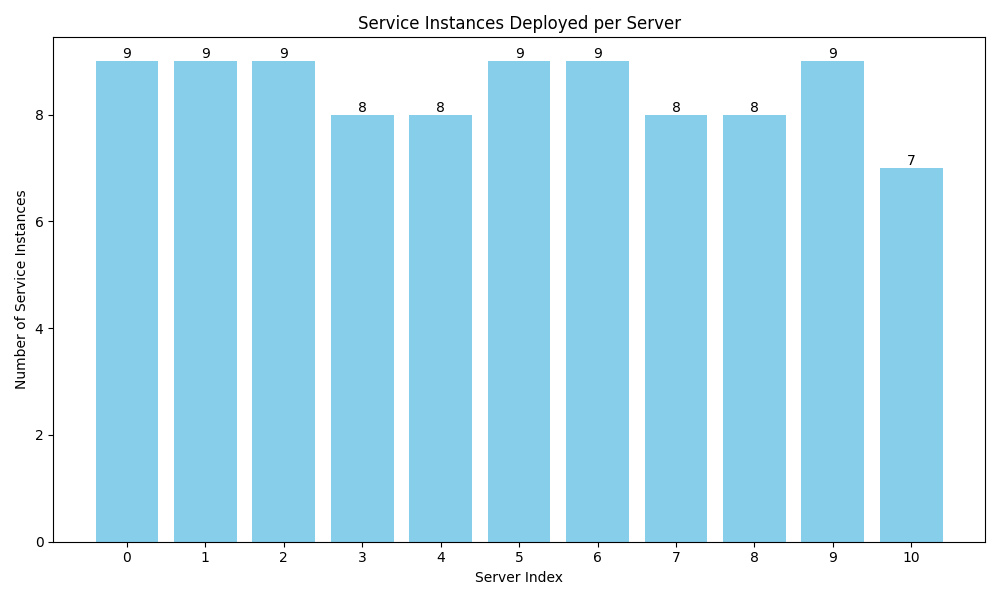 Service Instances Deployed per Server
9 9 9 8 8 9 9 8 8 9 7
Number of Service Instances
8
6
4
2
0
0 1 2 3 4 5 6 7 8 9 10
Server Index